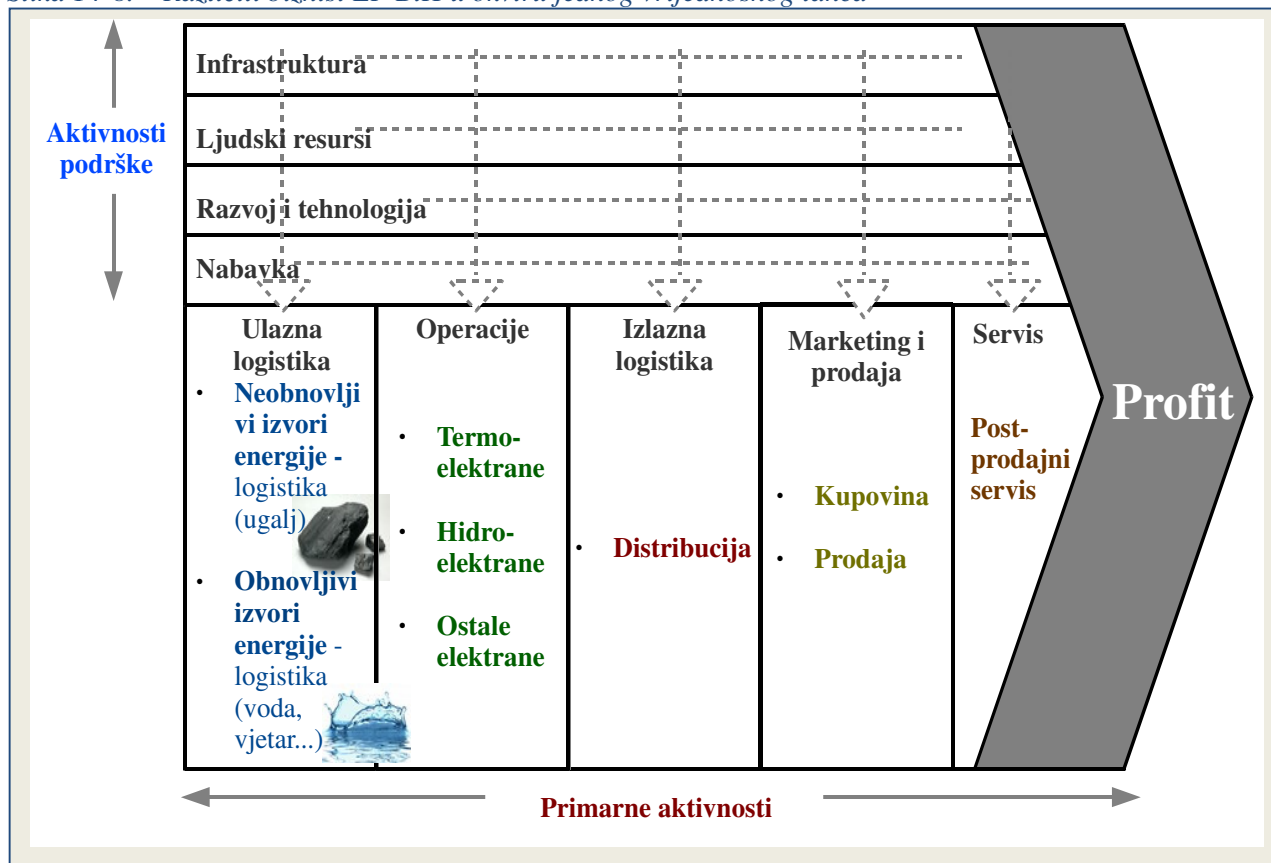 Infrastruktura
Aktivnosti
podrške
Ljudski resursi
Razvoj i tehnologija
Nabavka
Ulazna
logistika
• Neobnovlji
vi izvori
energije -
logistika
(ugalj)
• Obnovljivi
izvori
energije -
logistika
(voda,
vjetar...)
Operacije
• Termo-
elektrane
• Hidro-
elektrane
• Ostale
elektrane
Izlazna
logistika
• Distribucija
Marketing i
prodaja
• Kupovina
• Prodaja
Servis
Post-
prodajni
servis
Profit
Primarne aktivnosti